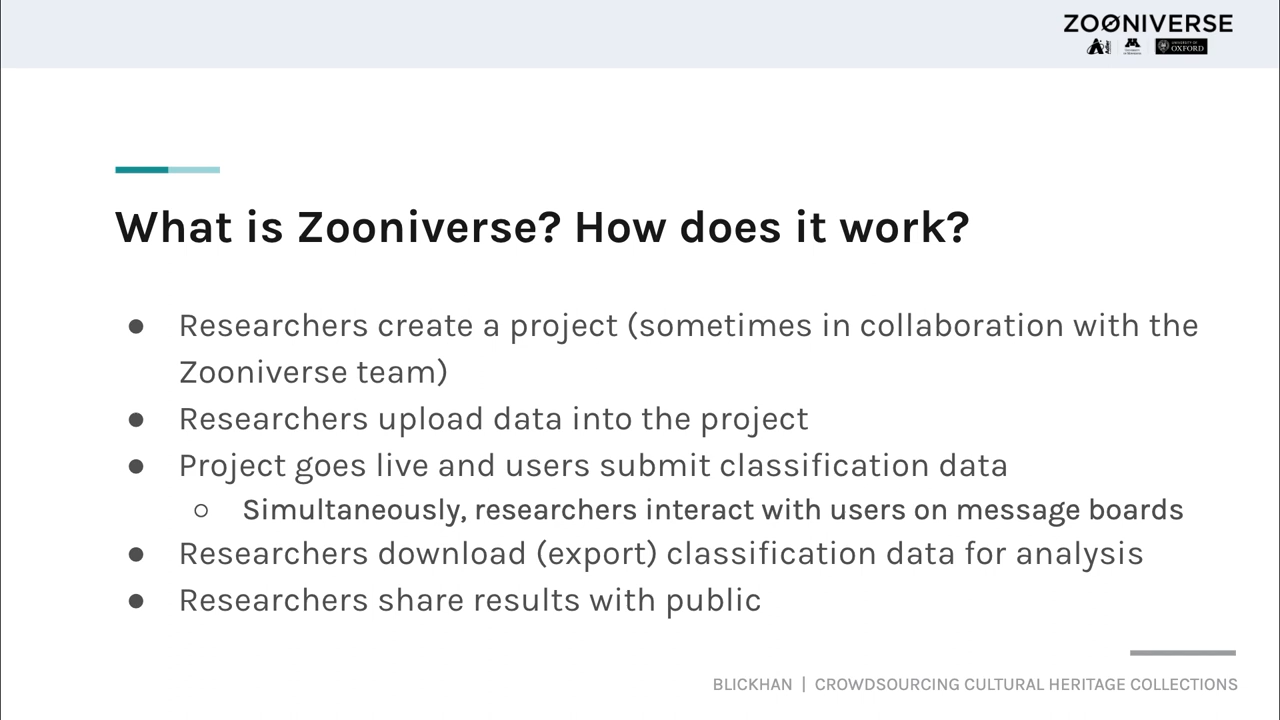 ZOØNIVERSE
UNIVERSITY OF
OXFORD
What is Zooniverse? How does it work?
● Researchers create a project (sometimes in collaboration with the
Zooniverse team)
● Researchers upload data into the project
● Project goes live and users submit classification data
○ Simultaneously, researchers interact with users on message boards
● Researchers download (export) classification data for analysis
● Researchers share results with public
BLICKHAN | CROWDSOURCING CULTURAL HERITAGE COLLECTIONS